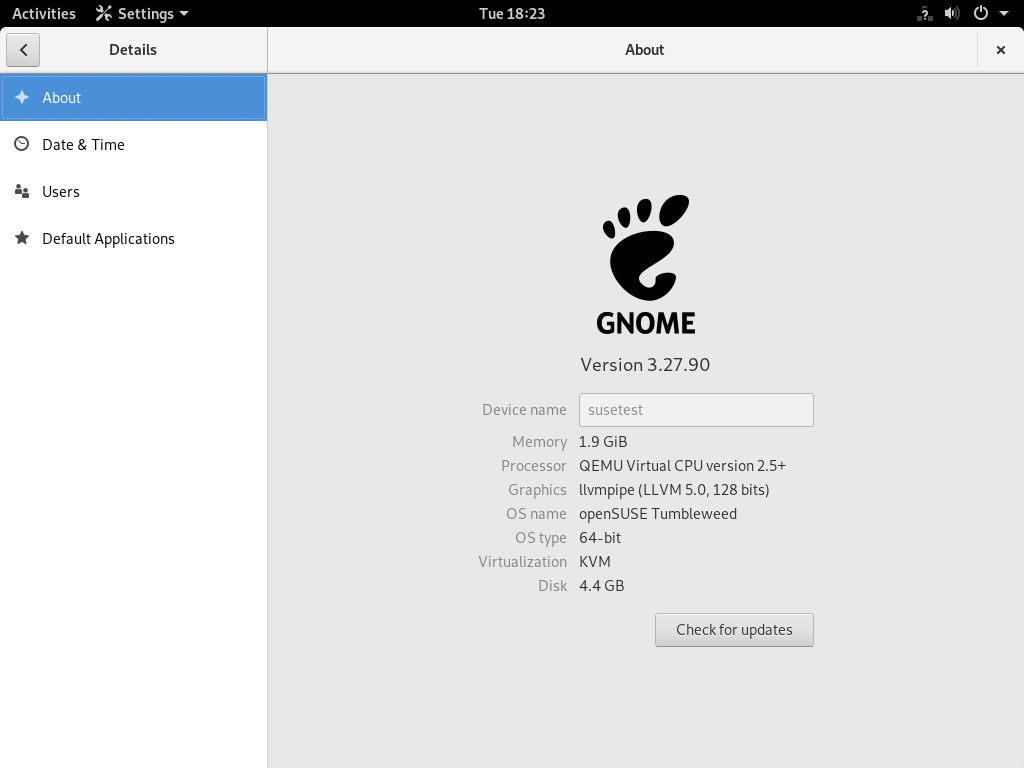 Activities Settings Tue 18:23 ?
Details About
About
Date & Time
Users
Default Applications
GNOME
Version 3.27.90
Device name susetest
Memory 1.9 GiB
Processor QEMU Virtual CPU version 2.5+
Graphics llvmpipe (LLVM 5.0, 128 bits)
OS name openSUSE Tumbleweed
OS type 64-bit
Virtualization KVM
Disk 4.4 GB
Check for updates